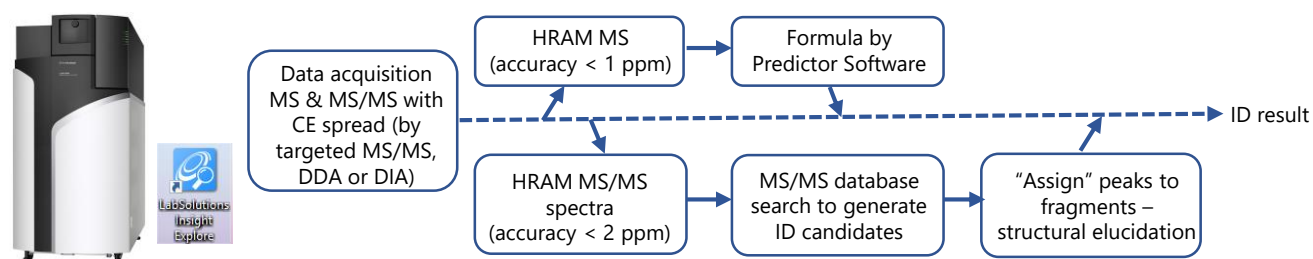 Data acquisition
MS & MS/MS with
CE spread (by
targeted MS/MS,
DDA or DIA)
HRAM MS
(accuracy < 1 ppm)
Formula by
Predictor Software
ID result
HRAM MS/MS
spectra
(accuracy < 2 ppm)
MS/MS database
search to generate
ID candidates
“Assign” peaks to
fragments –
structural elucidation
LabSolutions
Insight
Explore